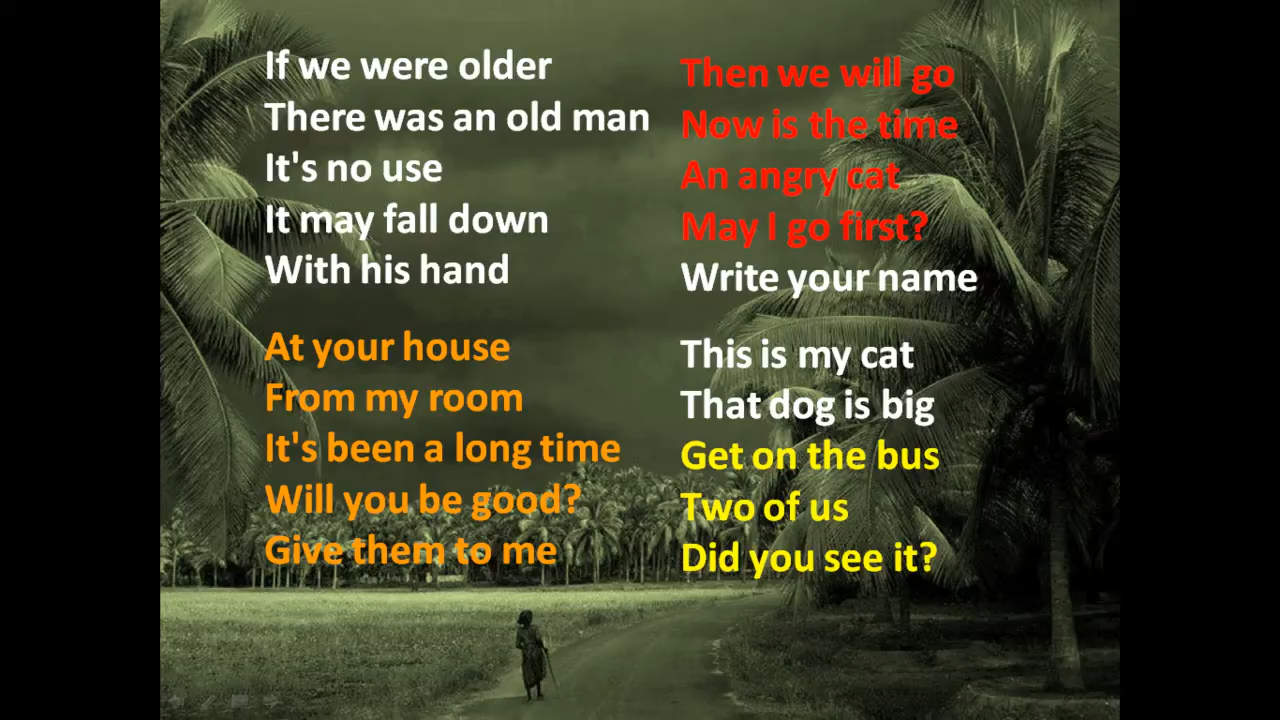 If we were older
There was an old man
It's no use
It may fall down
With his hand
At your house
From my room
It's been a long time
Will you be good?
Give them to me
Then we will go
Now is the time
An angry cat
May I go first?
Write your name
This is my cat
That dog is big
Get on the bus
Two of us
Did you see it?